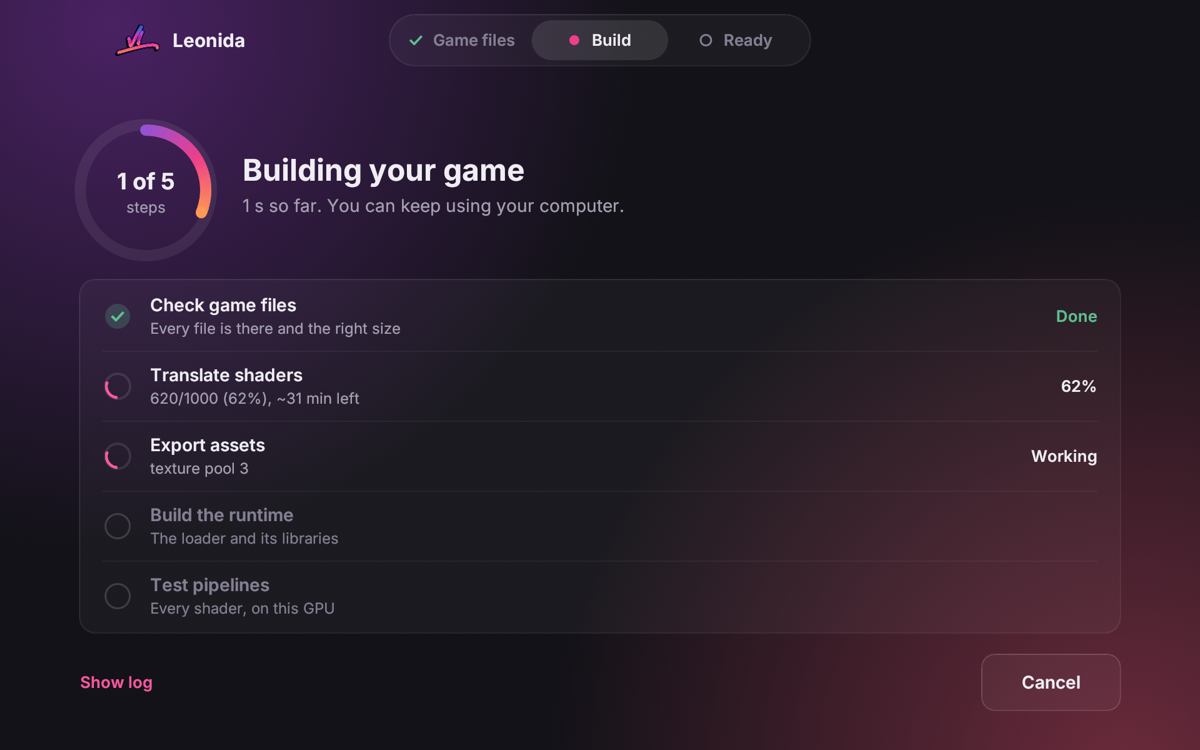 VI
Leonida
Game files
Build
Ready
1 of 5
steps
Building your game
1 s so far. You can keep using your computer.
Check game files
Every file is there and the right size
Done
Translate shaders
620/1000 (62%), ~31 min left
62%
Export assets
texture pool 3
Working
Build the runtime
The loader and its libraries
Test pipelines
Every shader, on this GPU
Show log
Cancel